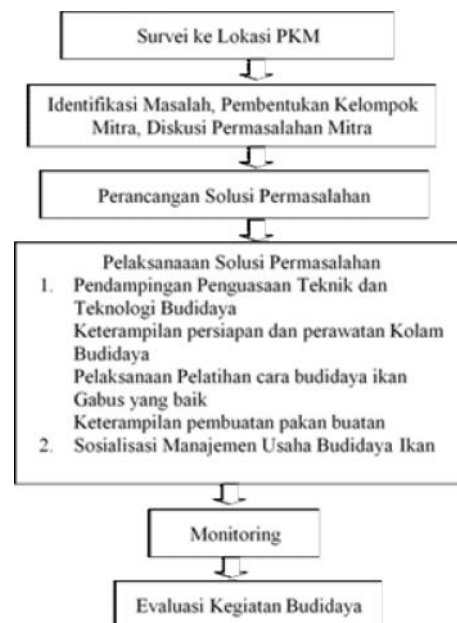 Survei ke Lokasi PKM
Identifikasi Masalah, Pembentukan Kelompok
Mitra, Diskusi Permasalahan Mitra
Perancangan Solusi Permasalahan
Pelaksanaaan Solusi Permasalahan
1. Pendampingan Penguasaan Teknik dan
Teknologi Budidaya
Keterampilan persiapan dan perawatan Kolam
Budidaya
Pelaksanaan Pelatihan cara budidaya ikan
Gabus yang baik
Keterampilan pembuatan pakan buatan
2. Sosialisasi Manajemen Usaha Budidaya Ikan
Monitoring
Evaluasi Kegiatan Budidaya